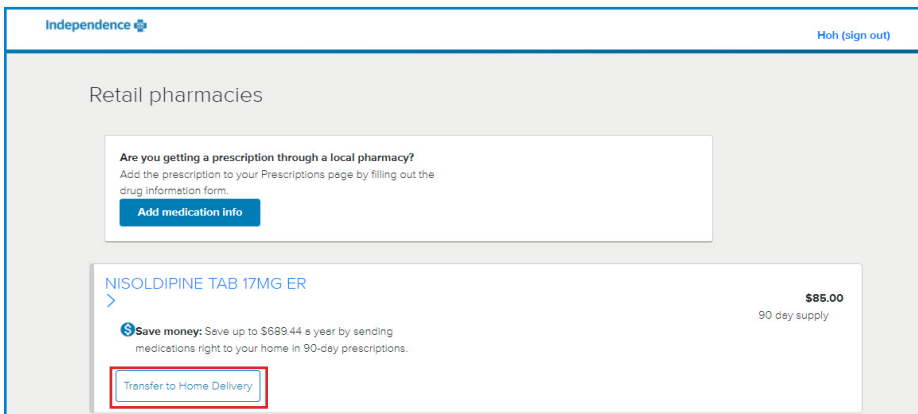 Independence
Hoh (sign out)
Retail pharmacies
Are you getting a prescription through a local pharmacy?
Add the prescription to your Prescriptions page by filling out the
drug information form.
Add medication info
NISOLDIPINE TAB 17MG ER
$85.00
90 day supply
Save money: Save up to $689.44 a year by sending
medications right to your home in 90-day prescriptions.
Transfer to Home Delivery